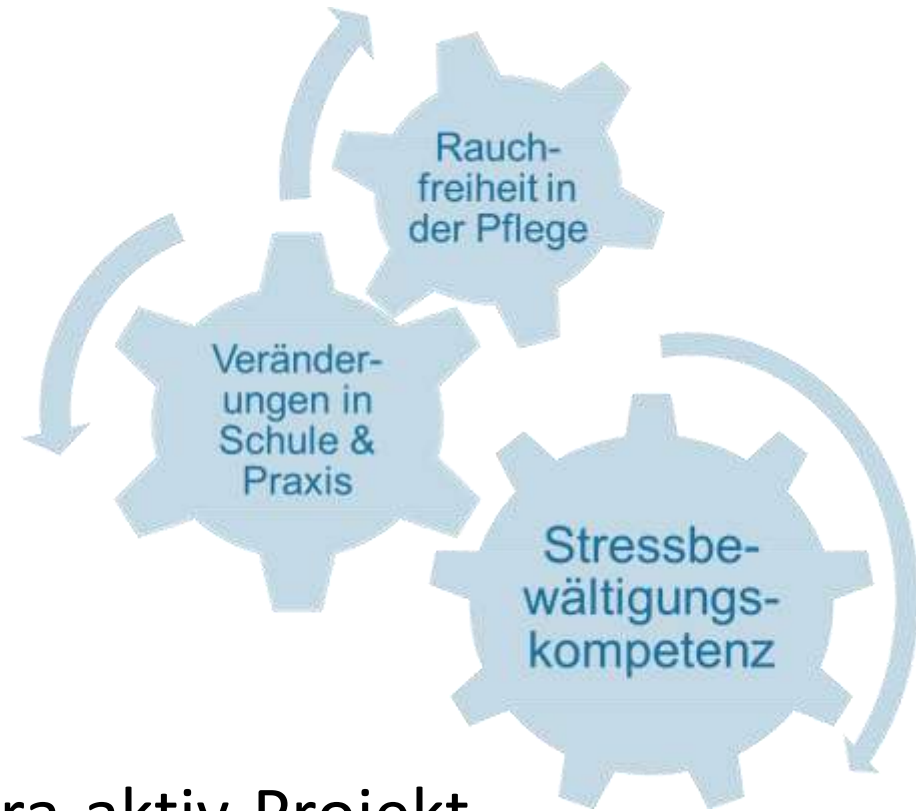 Rauch-
freiheit in
der Pflege
Veränder-
ungen in
Schule &
Praxis
Stressbe-
wältigungs-
kompetenz
aktiv Projekt